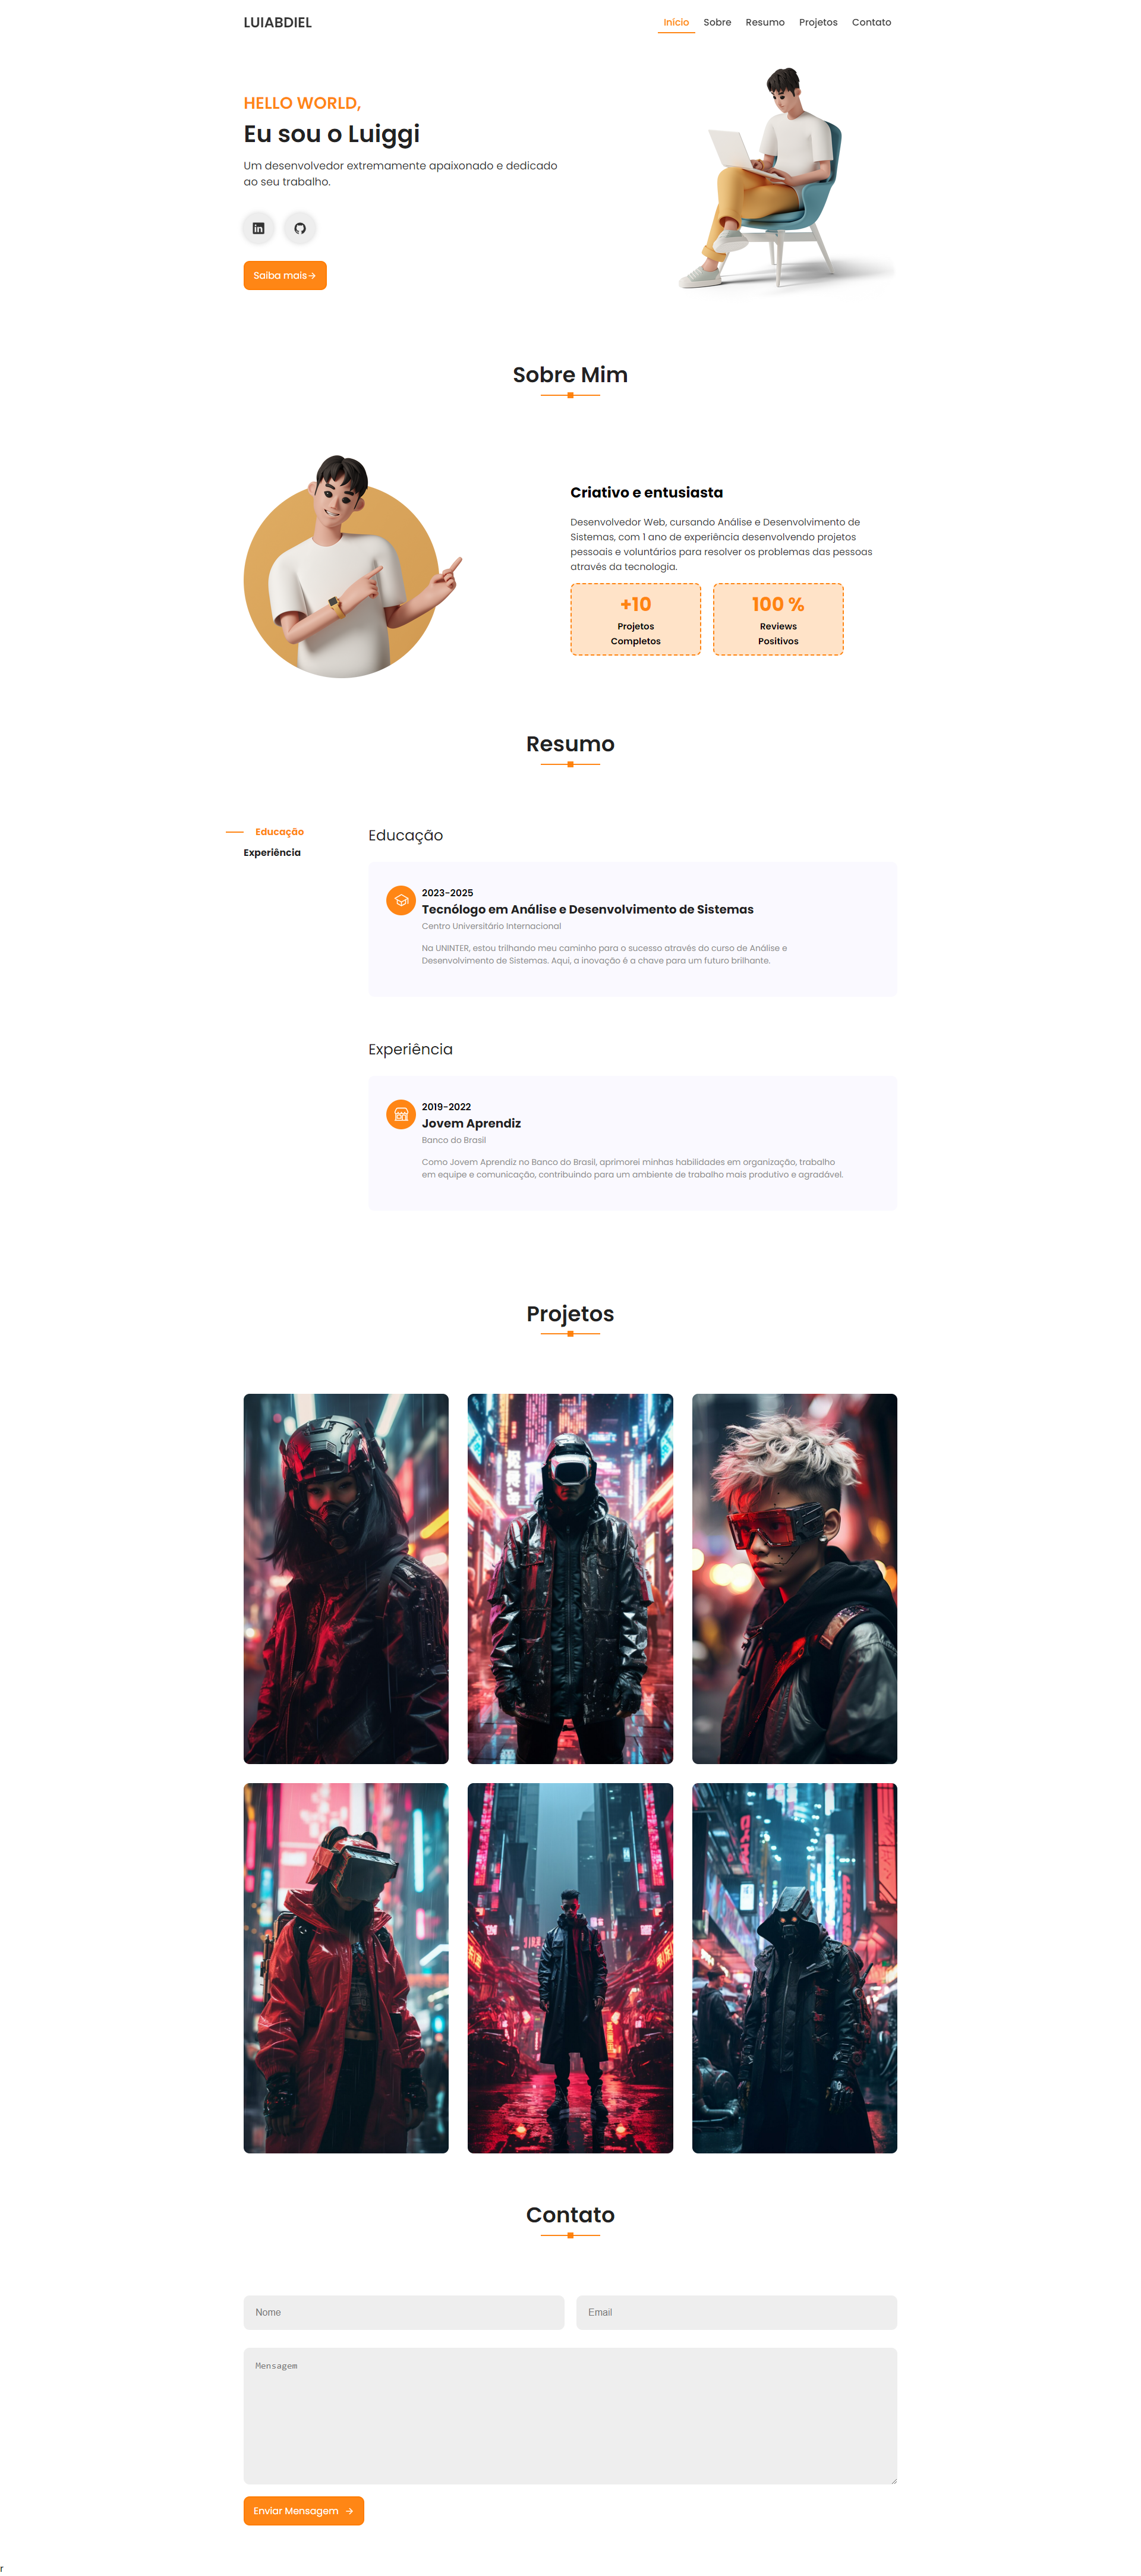 LUIABDIEL
Início Sobre Resumo Projetos Contato
HELLO WORLD,
Eu sou o Luiggi
Um desenvolvedor extremamente apaixonado e dedicado
ao seu trabalho.
Saiba mais
Sobre Mim
Criativo e entusiasta
Desenvolvedor Web, cursando Análise e Desenvolvimento de
Sistemas, com 1 ano de experiência desenvolvendo projetos
pessoais e voluntários para resolver os problemas das pessoas
através da tecnologia.
+10
Projetos
Completos
100 %
Reviews
Positivos
Resumo
Educação
Experiência
Educação
2023-2025
Tecnólogo em Análise e Desenvolvimento de Sistemas
Centro Universitário Internacional
Na UNINTER, estou trilhando meu caminho para o sucesso através do curso de Análise e
Desenvolvimento de Sistemas. Aqui, a inovação é a chave para um futuro brilhante.
Experiência
2019-2022
Jovem Aprendiz
Banco do Brasil
Como Jovem Aprendiz no Banco do Brasil, aprimorei minhas habilidades em organização, trabalho
em equipe e comunicação, contribuindo para um ambiente de trabalho mais produtivo e agradável.
Projetos
Contato
Nome
Email
Mensagem
Enviar Mensagem
r